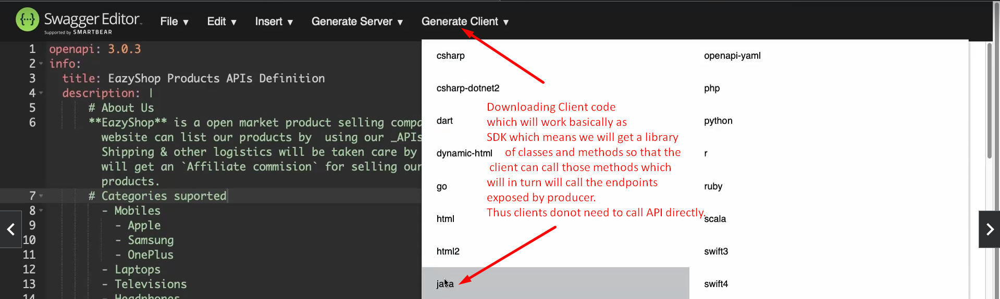 Swagger Editor
Supported by SMARTBEAR
File ▼ Edit ▼ Insert ▼ Generate Server ▼ Generate Client ▼
1 openapi: 3.0.3
2 info:
3 title: EazyShop Products APIs Definition
4 description: |
5 # About Us
6 **EazyShop** is a open market product selling compa
website can list our products by using our _APIs
Shipping & other logistics will be taken care by
will get an `Affiliate commision` for selling our
products.
7 # Categories suported
8 - Mobiles
9 - Apple
10 - Samsung
11 - OnePlus
12 - Laptops
13 - Televisions
14 - Headphones
csharp
csharp-dotnet2
dart
dynamic-html
go
html
html2
java
openapi-yaml
php
python
r
ruby
scala
swift3
swift4
Downloading Client code
which will work basically as
SDK which means we will get a library
of classes and methods so that the
client can call those methods which
will in turn will call the endpoints
exposed by producer.
Thus clients donot need to call API directly.